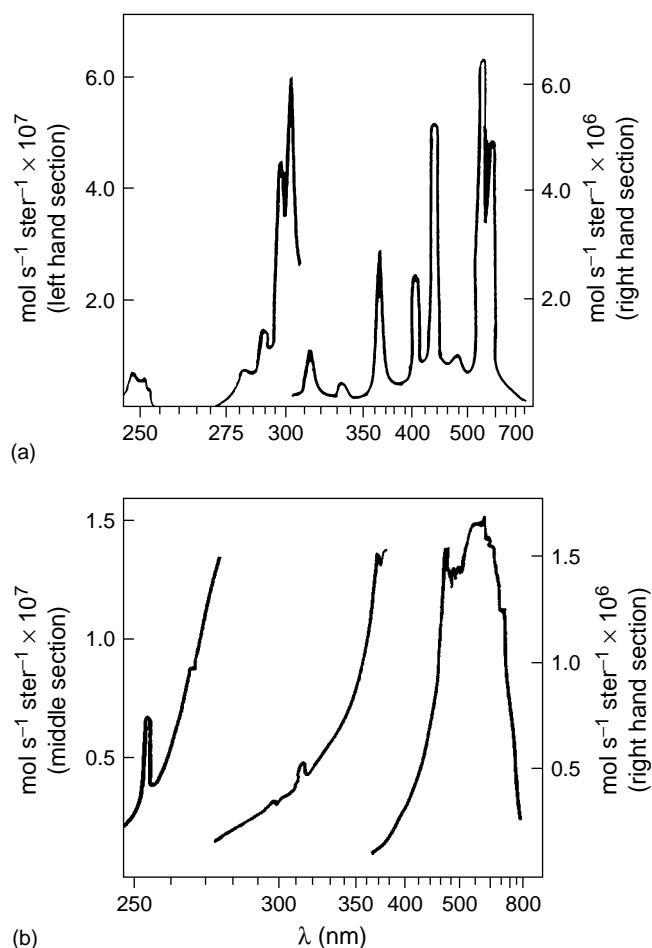 6.0
4.0
2.0
mol s⁻¹ ster⁻¹ × 10⁷
(left hand section)
6.0
4.0
2.0
mol s⁻¹ ster⁻¹ × 10⁶
(right hand section)
250 275 300 350 400 500 600 700
(a)
1.5
1.0
0.5
mol s⁻¹ ster⁻¹ × 10⁷
(middle section)
1.5
1.0
0.5
mol s⁻¹ ster⁻¹ × 10⁶
(right hand section)
250 300 350 400 500 600 800
λ (nm)
(b)